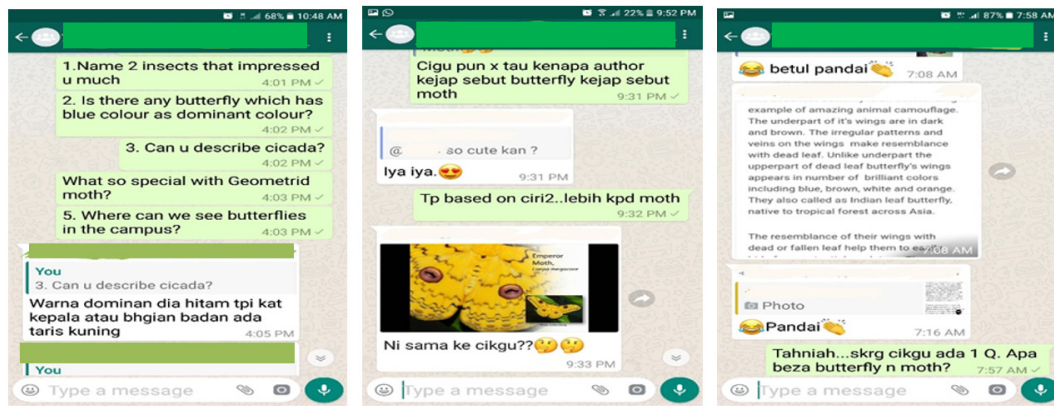 68% 10:48 AM
1.Name 2 insects that impressed
u much
4:01 PM
2. Is there any butterfly which has
blue colour as dominant colour?
4:02 PM
3. Can u describe cicada?
4:02 PM
What so special with Geometrid
moth?
4:03 PM
5. Where can we see butterflies
in the campus?
4:03 PM
You
3. Can u describe cicada?
Warna dominan dia hitam tpi kat
kepala atau bhgian badan ada
taris kuning
4:05 PM
You
Type a message
22% 9:52 PM
Cigu pun x tau kenapa author
kejap sebut butterfly kejap sebut
moth
9:31 PM
@ . so cute kan ?
Iya iya.😍
9:31 PM
Tp based on ciri2..lebih kpd moth
9:32 PM
Emperor
Moth,
Ni sama ke cikgu??🤔🤔
9:33 PM
Type a message
87% 7:58 AM
😂 betul pandai👏
7:08 AM
example of amazing animal camouflage.
The underpart of it's wings are in dark
and brown. The irregular patterns and
veins on the wings make resemblance
with dead leaf. Unlike underpart the
upperpart of dead leaf butterfly's wings
appears in number of brilliant colors
including blue, brown, white and orange.
They also called as Indian leaf butterfly,
native to tropical forest across Asia.
The resemblance of their wings with
dead or fallen leaf help them to
7:08 AM
Photo
😂Pandai👏
7:16 AM
Tahniah...skrg cikgu ada 1 Q. Apa
beza butterfly n moth?
7:57 AM
Type a message